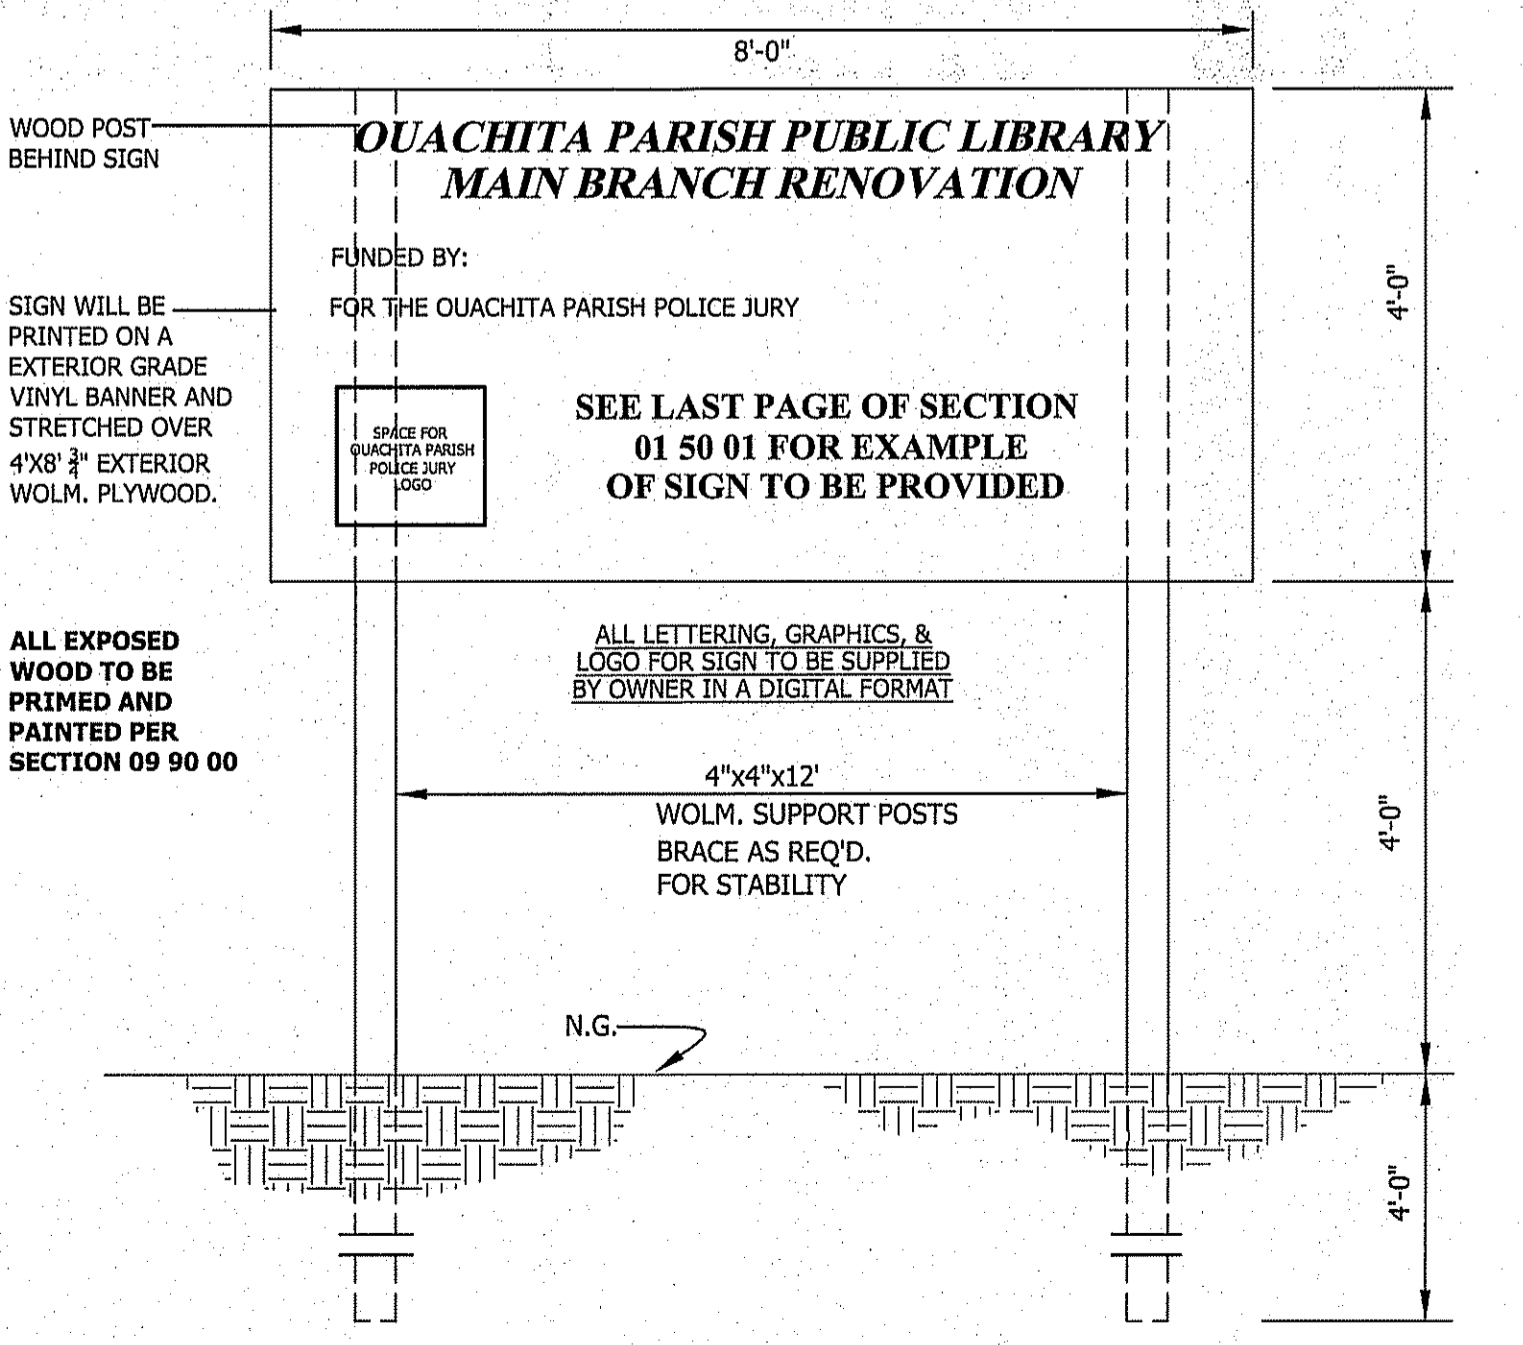 8'-0"
WOOD POST
BEHIND SIGN
OUACHITA PARISH PUBLIC LIBRARY
MAIN BRANCH RENOVATION
FUNDED BY:
FOR THE OUACHITA PARISH POLICE JURY
4'-0"
SIGN WILL BE
PRINTED ON A
EXTERIOR GRADE
VINYL BANNER AND
STRETCHED OVER
4'X8' 3/4" EXTERIOR
WOLM. PLYWOOD.
SPACE FOR
OUACHITA PARISH
POLICE JURY
LOGO
SEE LAST PAGE OF SECTION
01 50 01 FOR EXAMPLE
OF SIGN TO BE PROVIDED
ALL EXPOSED
WOOD TO BE
PRIMED AND
PAINTED PER
SECTION 09 90 00
ALL LETTERING, GRAPHICS, &
LOGO FOR SIGN TO BE SUPPLIED
BY OWNER IN A DIGITAL FORMAT
4"x4"x12'
WOLM. SUPPORT POSTS
BRACE AS REQ'D.
FOR STABILITY
4'-0"
N.G.
4'-0"